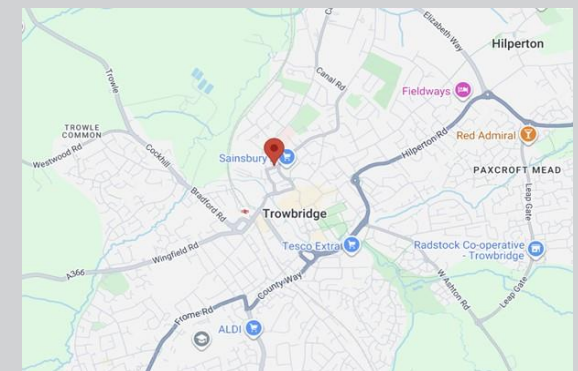 Elizabeth Way
Hilperton
Canal Rd
Trowle
Fieldways
Hilperton Rd
Red Admiral
TROWLE
COMMON
Westwood Rd
Cockhill
Sainsbury
PAXCROFT MEAD
Bradford Rd
Leap Gate
Trowbridge
Tesco Extra
Radstock Co-operative
- Trowbridge
Wingfield Rd
A366
County Way
W Ashton Rd
Leap Gate
Frome Rd
ALDI